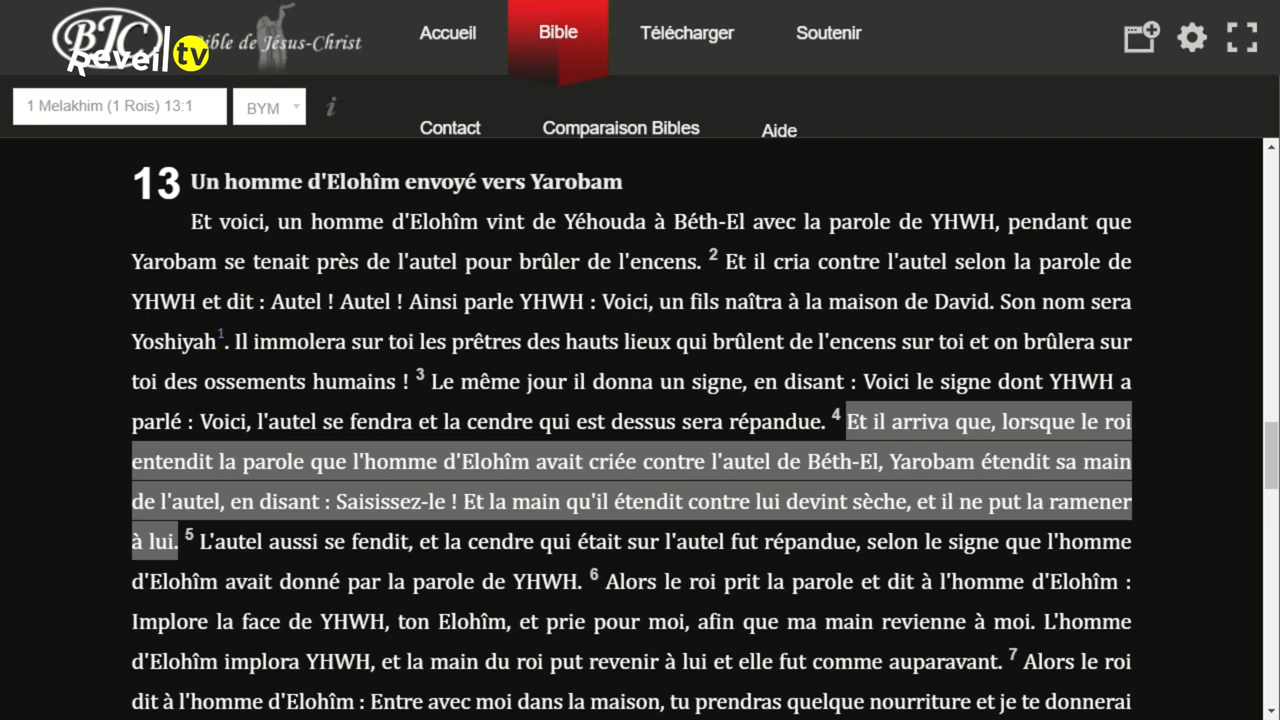 BJC
Bible de Jésus-Christ
Réveil tv
Accueil
Bible
Télécharger
Soutenir
1 Melakhim (1 Rois) 13:1
BYM
i
Contact
Comparaison Bibles
Aide
13 Un homme d'Elohîm envoyé vers Yarobam
Et voici, un homme d'Elohîm vint de Yéhouda à Béth-El avec la parole de YHWH, pendant que
Yarobam se tenait près de l'autel pour brûler de l'encens. 2 Et il cria contre l'autel selon la parole de
YHWH et dit : Autel ! Autel ! Ainsi parle YHWH : Voici, un fils naîtra à la maison de David. Son nom sera
Yoshiyah1. Il immolera sur toi les prêtres des hauts lieux qui brûlent de l'encens sur toi et on brûlera sur
toi des ossements humains ! 3 Le même jour il donna un signe, en disant : Voici le signe dont YHWH a
parlé : Voici, l'autel se fendra et la cendre qui est dessus sera répandue. 4 Et il arriva que, lorsque le roi
entendit la parole que l'homme d'Elohîm avait criée contre l'autel de Béth-El, Yarobam étendit sa main
de l'autel, en disant : Saisissez-le ! Et la main qu'il étendit contre lui devint sèche, et il ne put la ramener
à lui. 5 L'autel aussi se fendit, et la cendre qui était sur l'autel fut répandue, selon le signe que l'homme
d'Elohîm avait donné par la parole de YHWH. 6 Alors le roi prit la parole et dit à l'homme d'Elohîm :
Implore la face de YHWH, ton Elohîm, et prie pour moi, afin que ma main revienne à moi. L'homme
d'Elohîm implora YHWH, et la main du roi put revenir à lui et elle fut comme auparavant. 7 Alors le roi
dit à l'homme d'Elohîm : Entre avec moi dans la maison, tu prendras quelque nourriture et je te donnerai